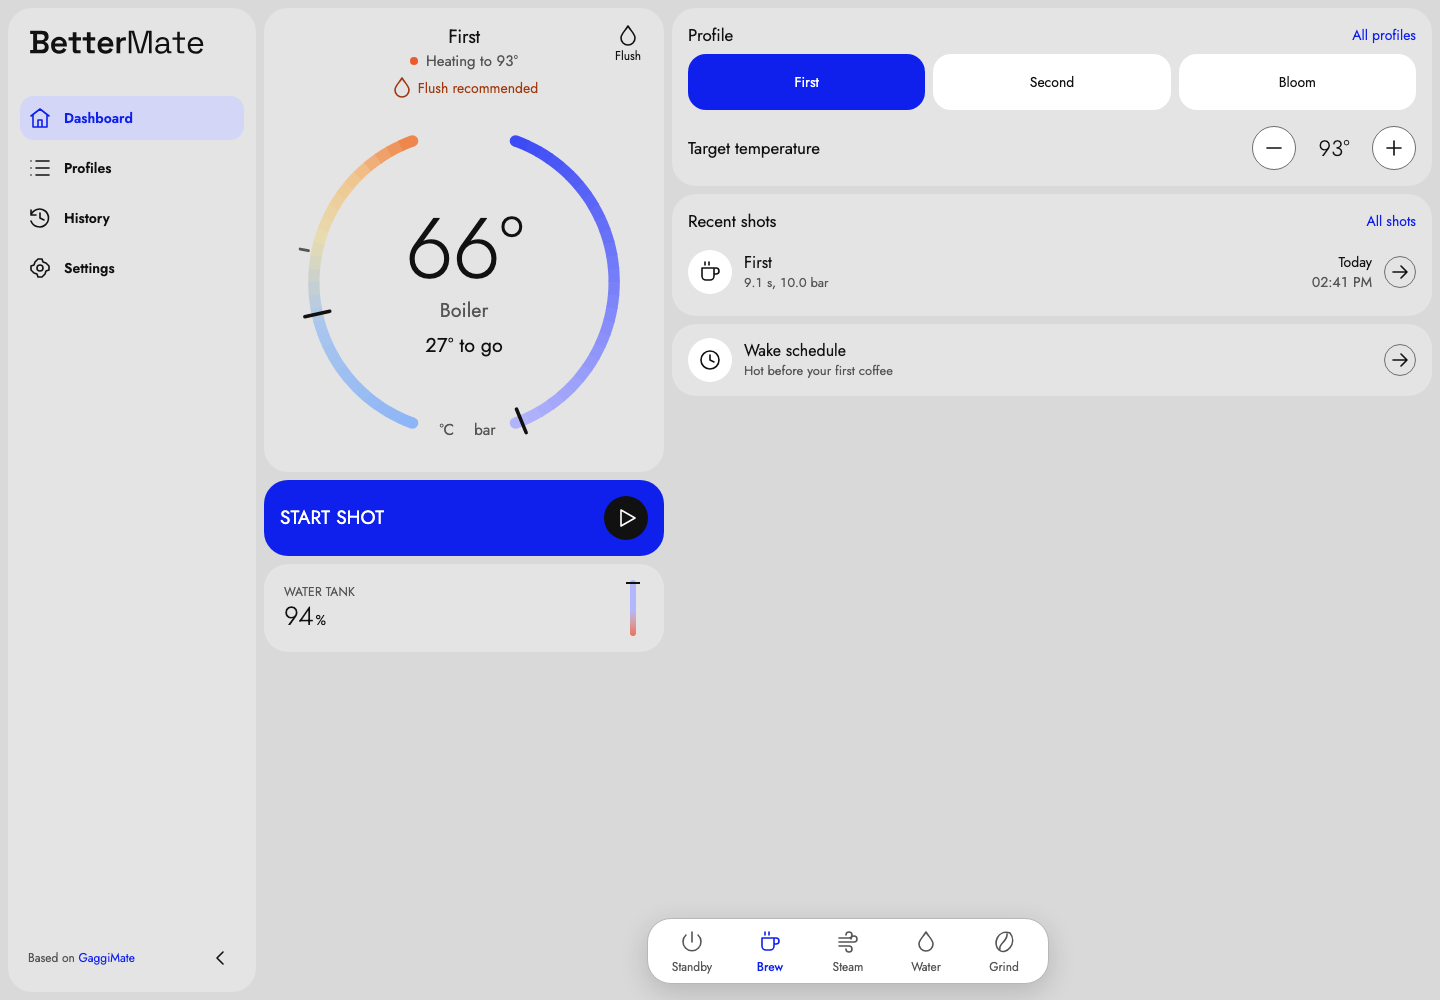 BetterMate
Dashboard
Profiles
History
Settings
Based on GaggiMate
First
Heating to 93°
Flush recommended
Flush
66°
Boiler
27° to go
°C bar
START SHOT
WATER TANK
94%
Profile
All profiles
First
Second
Bloom
Target temperature
93°
Recent shots
All shots
First
9.1 s, 10.0 bar
Today
02:41 PM
Wake schedule
Hot before your first coffee
Standby
Brew
Steam
Water
Grind